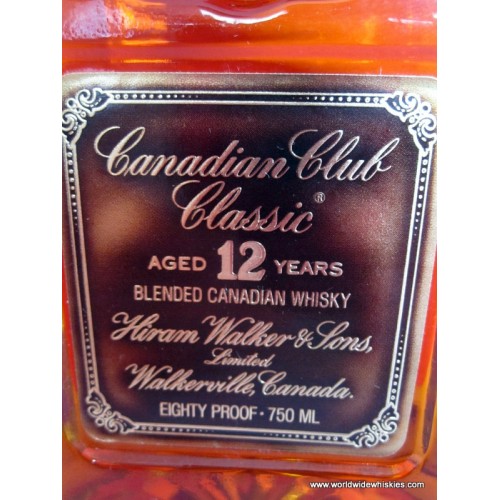 Canadian Club
Classic®
AGED 12 YEARS
BLENDED CANADIAN WHISKY
Hiram Walker & Sons,
Limited
Walkerville, Canada.
EIGHTY PROOF · 750 ML
www.worldwidewhiskies.com